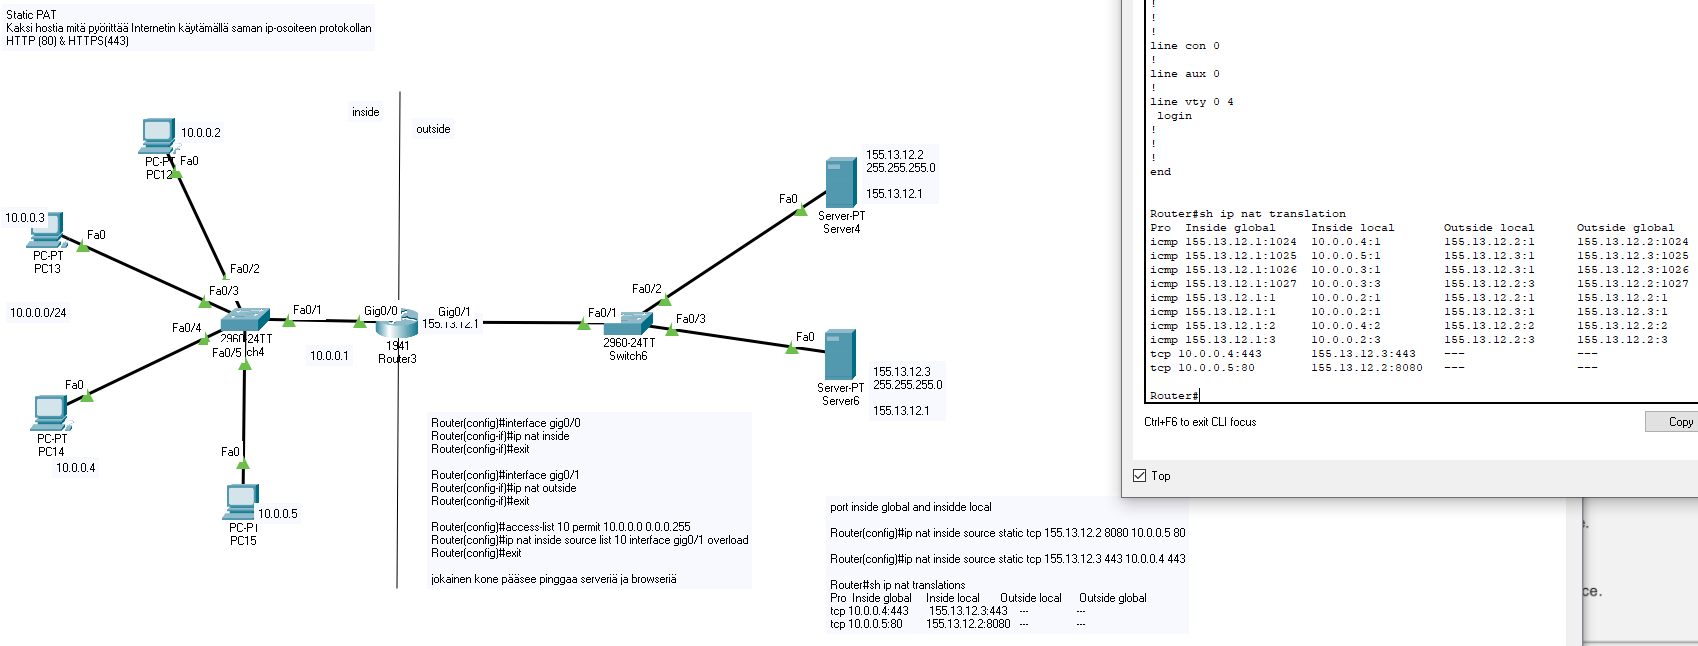 Static PAT
Kaksi hostia mitä pyörittää Internetin käytämällä saman ip-osoiteen protokollan
HTTP (80) & HTTPS(443)
inside
outside
10.0.0.2
PC-PT
Fa0
PC12
10.0.0.3
Fa0
PC-PT
PC13
10.0.0.0/24
Fa0/2
Fa0/3
Fa0/1
Fa0/4
2960-24TT
Fa0/5
ch4
10.0.0.1
Gig0/0
Gig0/1
155.13.12.1
1941
Router3
Fa0
PC-PT
PC14
10.0.0.4
Fa0
10.0.0.5
PC-PT
PC15
Fa0/1
Fa0/2
Fa0/3
2960-24TT
Switch6
Fa0
Server-PT
Server4
155.13.12.2
255.255.255.0
155.13.12.1
Fa0
Server-PT
Server6
155.13.12.3
255.255.255.0
155.13.12.1
Router(config)#interface gig0/0
Router(config-if)#ip nat inside
Router(config-if)#exit
Router(config)#interface gig0/1
Router(config-if)#ip nat outside
Router(config-if)#exit
Router(config)#access-list 10 permit 10.0.0.0 0.0.0.255
Router(config)#ip nat inside source list 10 interface gig0/1 overload
Router(config)#exit
jokainen kone pääsee pinggaa serveriä ja browseriä
port inside global and insidde local
Router(config)#ip nat inside source static tcp 155.13.12.2 8080 10.0.0.5 80
Router(config)#ip nat inside source static tcp 155.13.12.3 443 10.0.0.4 443
Router#sh ip nat translations
Pro Inside global Inside local Outside local Outside global
tcp 10.0.0.4:443 155.13.12.3:443 --- ---
tcp 10.0.0.5:80 155.13.12.2:8080 --- ---
!
!
!
line con 0
!
line aux 0
!
line vty 0 4
login
!
!
!
end
Router#sh ip nat translation
Pro Inside global Inside local Outside local Outside global
icmp 155.13.12.1:1024 10.0.0.4:1 155.13.12.2:1 155.13.12.2:1024
icmp 155.13.12.1:1025 10.0.0.5:1 155.13.12.3:1 155.13.12.3:1025
icmp 155.13.12.1:1026 10.0.0.3:1 155.13.12.3:1 155.13.12.3:1026
icmp 155.13.12.1:1027 10.0.0.3:3 155.13.12.2:3 155.13.12.2:1027
icmp 155.13.12.1:1 10.0.0.2:1 155.13.12.2:1 155.13.12.2:1
icmp 155.13.12.1:1 10.0.0.2:1 155.13.12.3:1 155.13.12.3:1
icmp 155.13.12.1:2 10.0.0.4:2 155.13.12.2:2 155.13.12.2:2
icmp 155.13.12.1:3 10.0.0.2:3 155.13.12.2:3 155.13.12.2:3
tcp 10.0.0.4:443 155.13.12.3:443 --- ---
tcp 10.0.0.5:80 155.13.12.2:8080 --- ---
Router#
Ctrl+F6 to exit CLI focus
Copy
Top